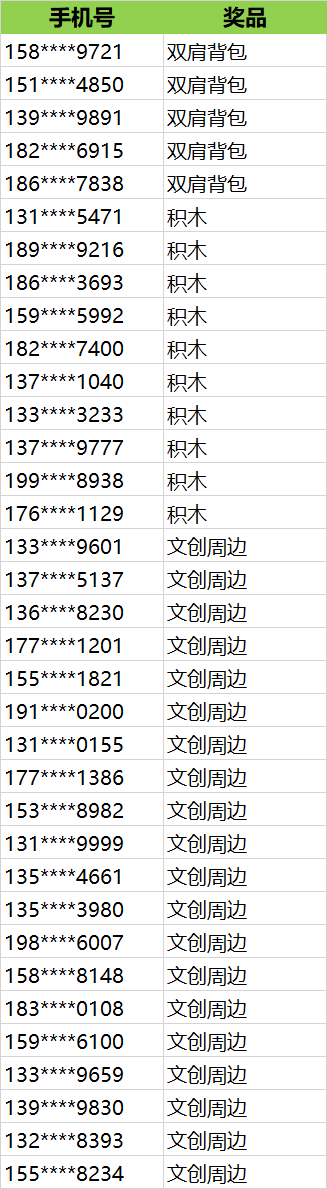 手机号 奖品
158****9721 双肩背包
151****4850 双肩背包
139****9891 双肩背包
182****6915 双肩背包
186****7838 双肩背包
131****5471 积木
189****9216 积木
186****3693 积木
159****5992 积木
182****7400 积木
137****1040 积木
133****3233 积木
137****9777 积木
199****8938 积木
176****1129 积木
133****9601 文创周边
137****5137 文创周边
136****8230 文创周边
177****1201 文创周边
155****1821 文创周边
191****0200 文创周边
131****0155 文创周边
177****1386 文创周边
153****8982 文创周边
131****9999 文创周边
135****4661 文创周边
135****3980 文创周边
198****6007 文创周边
158****8148 文创周边
183****0108 文创周边
159****6100 文创周边
133****9659 文创周边
139****9830 文创周边
132****8393 文创周边
155****8234 文创周边